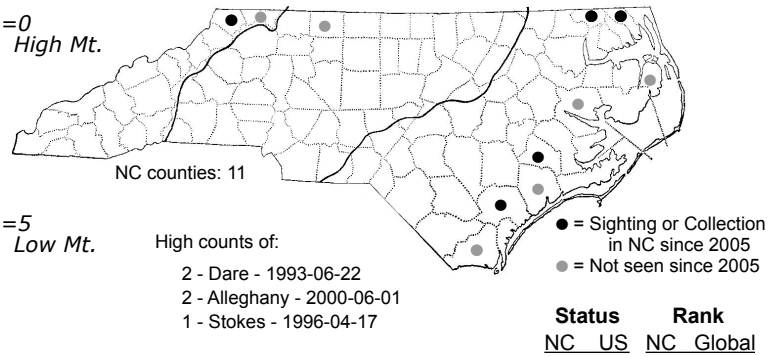 =0
High Mt.
NC counties: 11
=5
Low Mt.
High counts of:
2 - Dare - 1993-06-22
2 - Alleghany - 2000-06-01
1 - Stokes - 1996-04-17
= Sighting or Collection
in NC since 2005
= Not seen since 2005
Status Rank
NC US NC Global